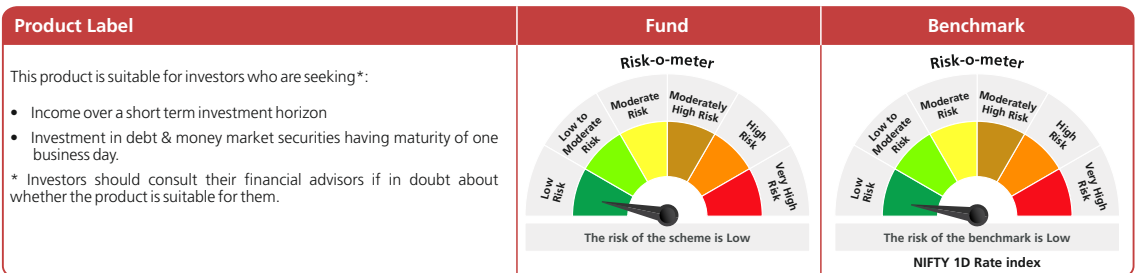 Product Label
Fund
Benchmark
This product is suitable for investors who are seeking*:
• Income over a short term investment horizon
• Investment in debt & money market securities having maturity of one
business day.
* Investors should consult their financial advisors if in doubt about
whether the product is suitable for them.
Risk-o-meter
Low
Risk
Low to
Moderate
Risk
Moderate
Risk
Moderately
High Risk
High
Risk
Very High
Risk
The risk of the scheme is Low
Risk-o-meter
Low
Risk
Low to
Moderate
Risk
Moderate
Risk
Moderately
High Risk
High
Risk
Very High
Risk
The risk of the benchmark is Low
NIFTY 1D Rate index